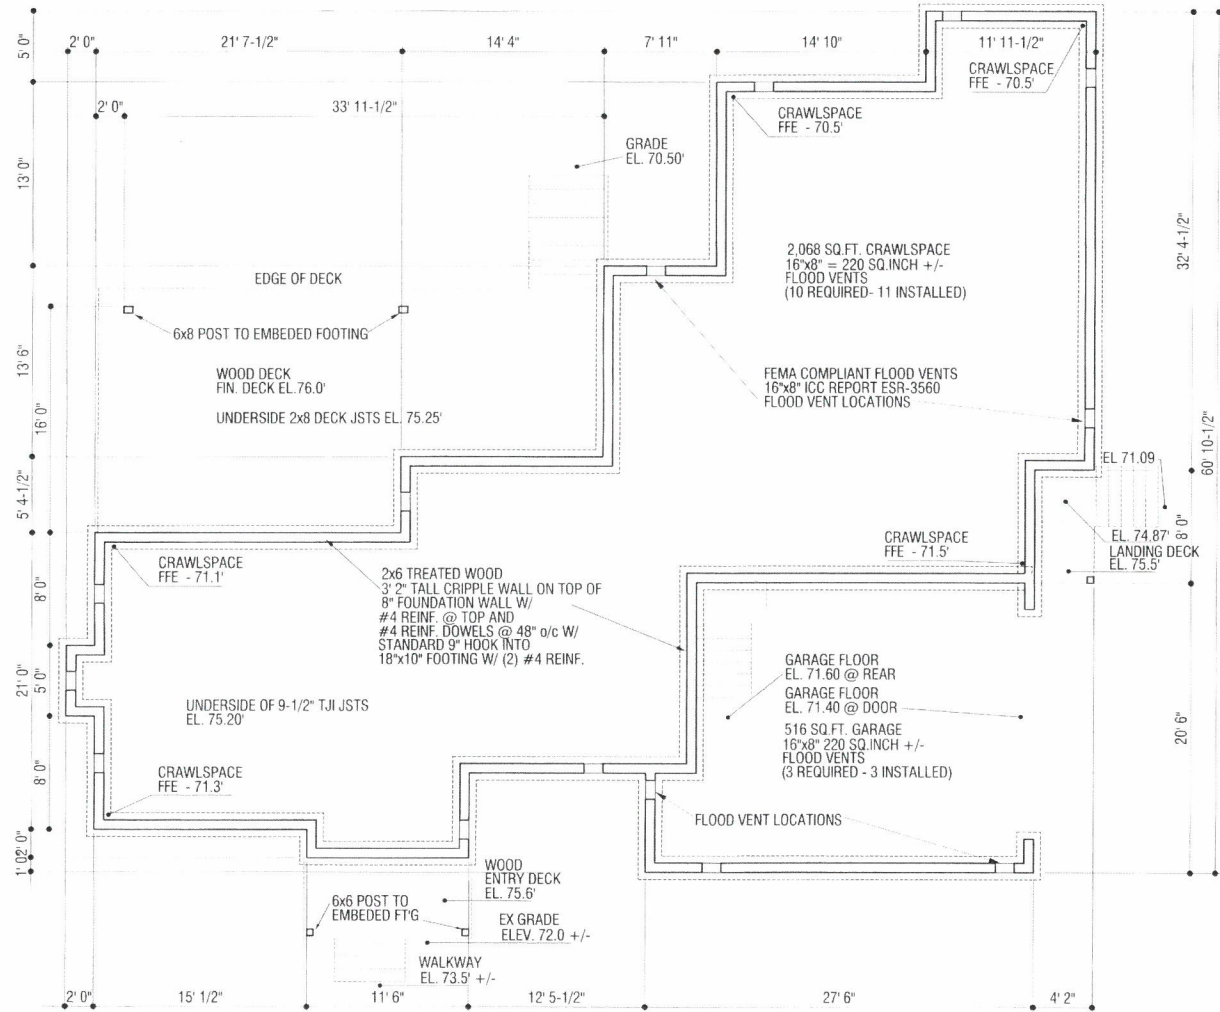 2' 0"
21' 7-1/2"
14' 4"
7' 11"
14' 10"
11' 11-1/2"
5' 0"
CRAWLSPACE
FFE - 70.5'
2' 0"
33' 11-1/2"
CRAWLSPACE
FFE - 70.5'
GRADE
EL. 70.50'
13' 0"
2,068 SQ.FT. CRAWLSPACE
16"x8" = 220 SQ.INCH +/-
FLOOD VENTS
(10 REQUIRED- 11 INSTALLED)
32' 4-1/2"
EDGE OF DECK
6x8 POST TO EMBEDED FOOTING
13' 6"
WOOD DECK
FIN. DECK EL.76.0'
UNDERSIDE 2x8 DECK JSTS EL. 75.25'
16' 0"
FEMA COMPLIANT FLOOD VENTS
16"x8" ICC REPORT ESR-3560
FLOOD VENT LOCATIONS
60' 10-1/2"
EL 71.09
5' 4-1/2"
CRAWLSPACE
FFE - 71.5'
EL. 74.87'
LANDING DECK
EL. 75.5'
8' 0"
CRAWLSPACE
FFE - 71.1'
8' 0"
2x6 TREATED WOOD
3' 2" TALL CRIPPLE WALL ON TOP OF
8" FOUNDATION WALL W/
#4 REINF. @ TOP AND
#4 REINF. DOWELS @ 48" o/c W/
STANDARD 9" HOOK INTO
18"x10" FOOTING W/ (2) #4 REINF.
21' 0"
5' 0"
GARAGE FLOOR
EL. 71.60 @ REAR
GARAGE FLOOR
EL. 71.40 @ DOOR
516 SQ.FT. GARAGE
16"x8" 220 SQ.INCH +/-
FLOOD VENTS
(3 REQUIRED - 3 INSTALLED)
20' 6"
UNDERSIDE OF 9-1/2" TJI JSTS
EL. 75.20'
8' 0"
CRAWLSPACE
FFE - 71.3'
FLOOD VENT LOCATIONS
1' 0
2' 0"
WOOD
ENTRY DECK
EL. 75.6'
6x6 POST TO
EMBEDED FT'G
EX GRADE
ELEV. 72.0 +/-
WALKWAY
EL. 73.5' +/-
2' 0"
15' 1/2"
11' 6"
12' 5-1/2"
27' 6"
4' 2"